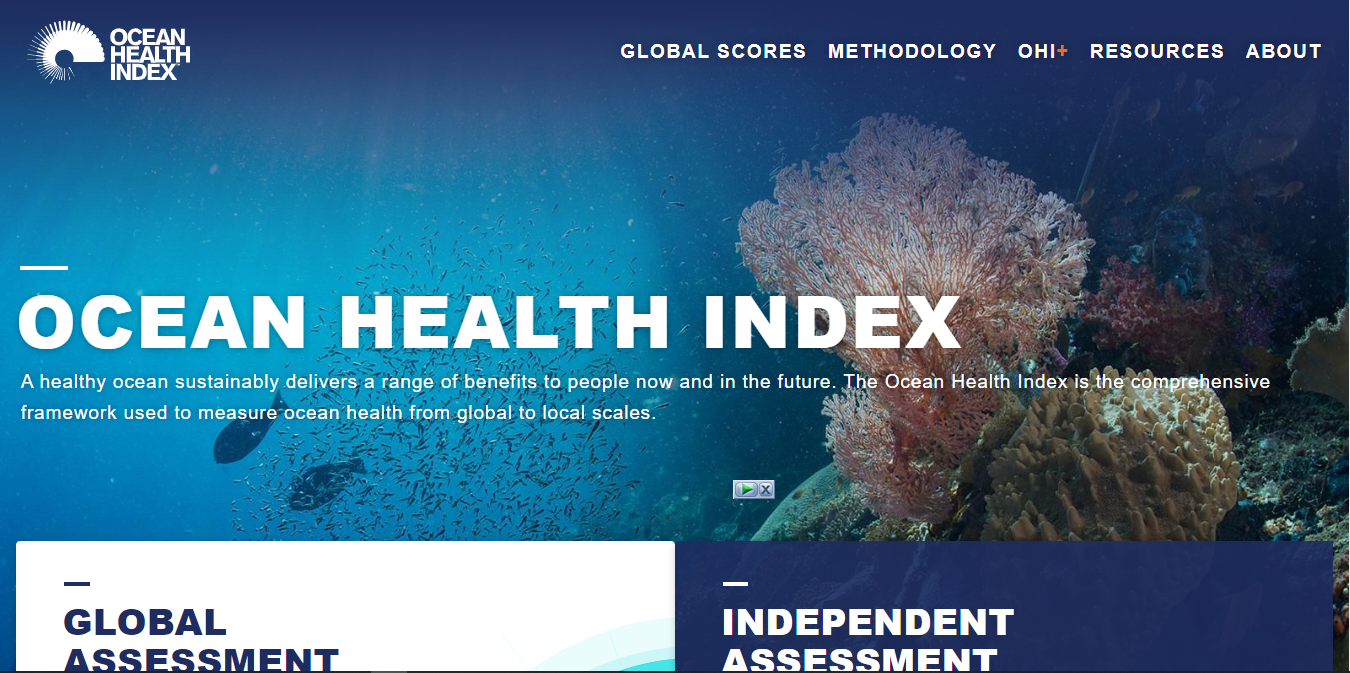 OCEAN
HEALTH
INDEX
GLOBAL SCORES METHODOLOGY OHI+ RESOURCES ABOUT
OCEAN HEALTH INDEX
A healthy ocean sustainably delivers a range of benefits to people now and in the future. The Ocean Health Index is the comprehensive
framework used to measure ocean health from global to local scales.
GLOBAL
ASSESSMENT
INDEPENDENT
ASSESSMENT